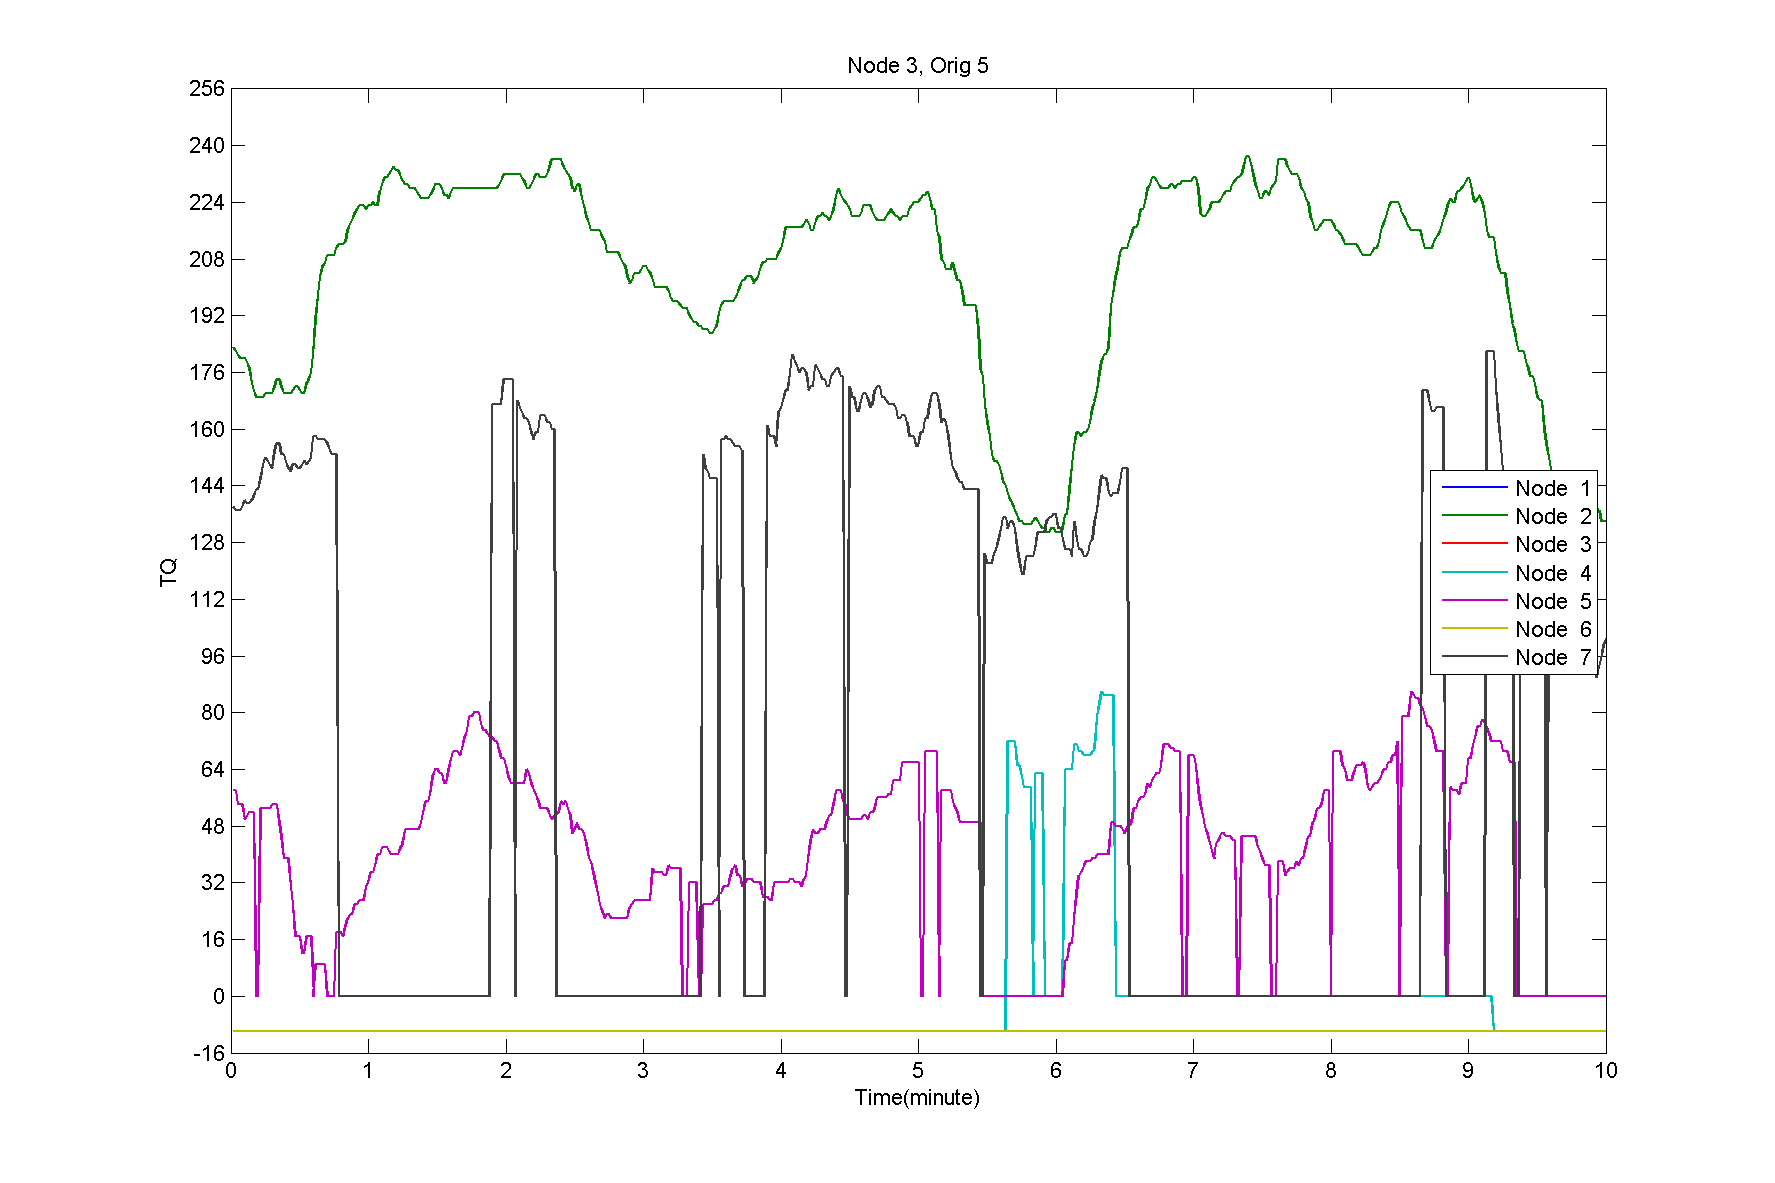 Node 3, Orig 5
256
240
224
208
192
176
160
144
128
112
96
80
64
48
32
16
0
-16
TQ
Node 1
Node 2
Node 3
Node 4
Node 5
Node 6
Node 7
0 1 2 3 4 5 6 7 8 9 10
Time(minute)